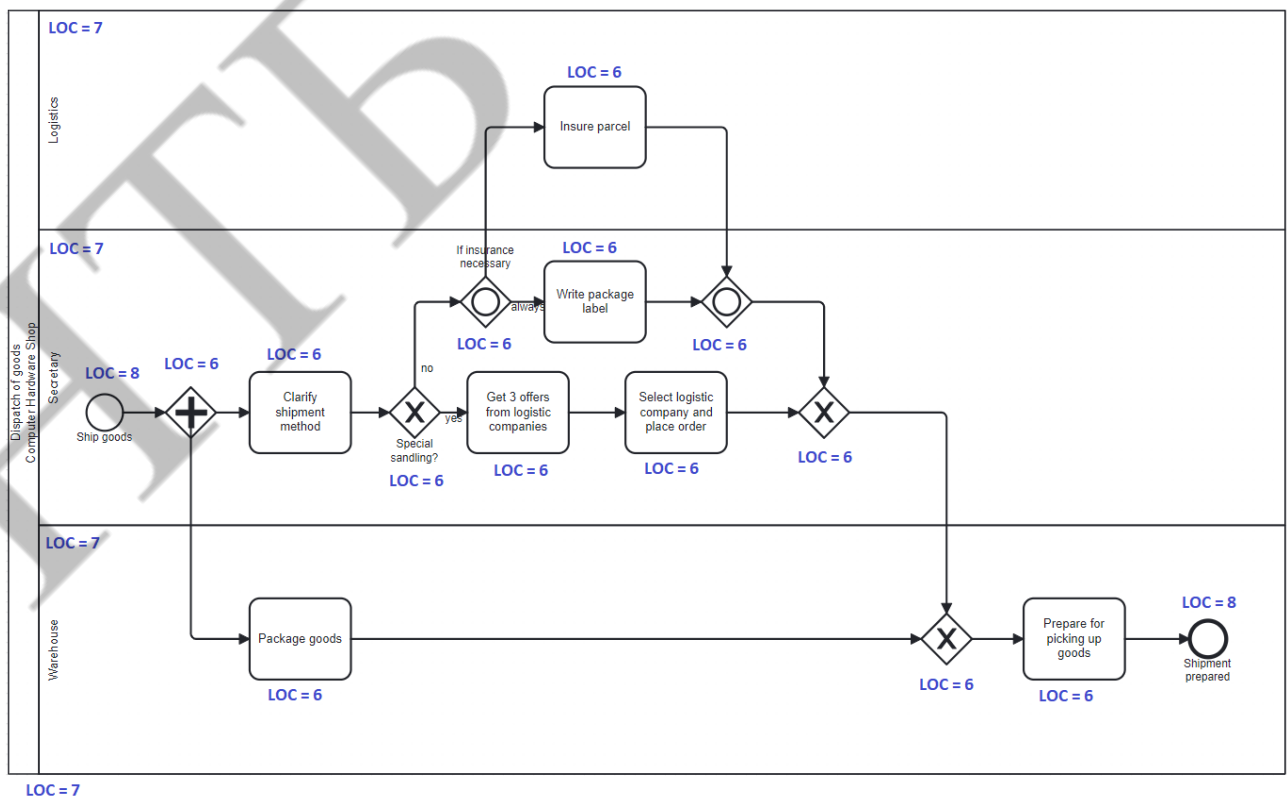 LOC = 7
Logistics
LOC = 6
Insure parcel
LOC = 7
If insurance
necessary
LOC = 6
Write package
label
always
LOC = 6
LOC = 6
Dispatch of goods
Computer Hardware Shop
Secretary
LOC = 8
Ship goods
LOC = 6
LOC = 6
Clarify
shipment
method
no
yes
Special
sandling?
LOC = 6
Get 3 offers
from logistic
companies
LOC = 6
Select logistic
company and
place order
LOC = 6
LOC = 6
LOC = 7
Warehouse
Package goods
LOC = 6
LOC = 6
Prepare for
picking up
goods
LOC = 6
LOC = 8
Shipment
prepared
LOC = 7
ИТЬ